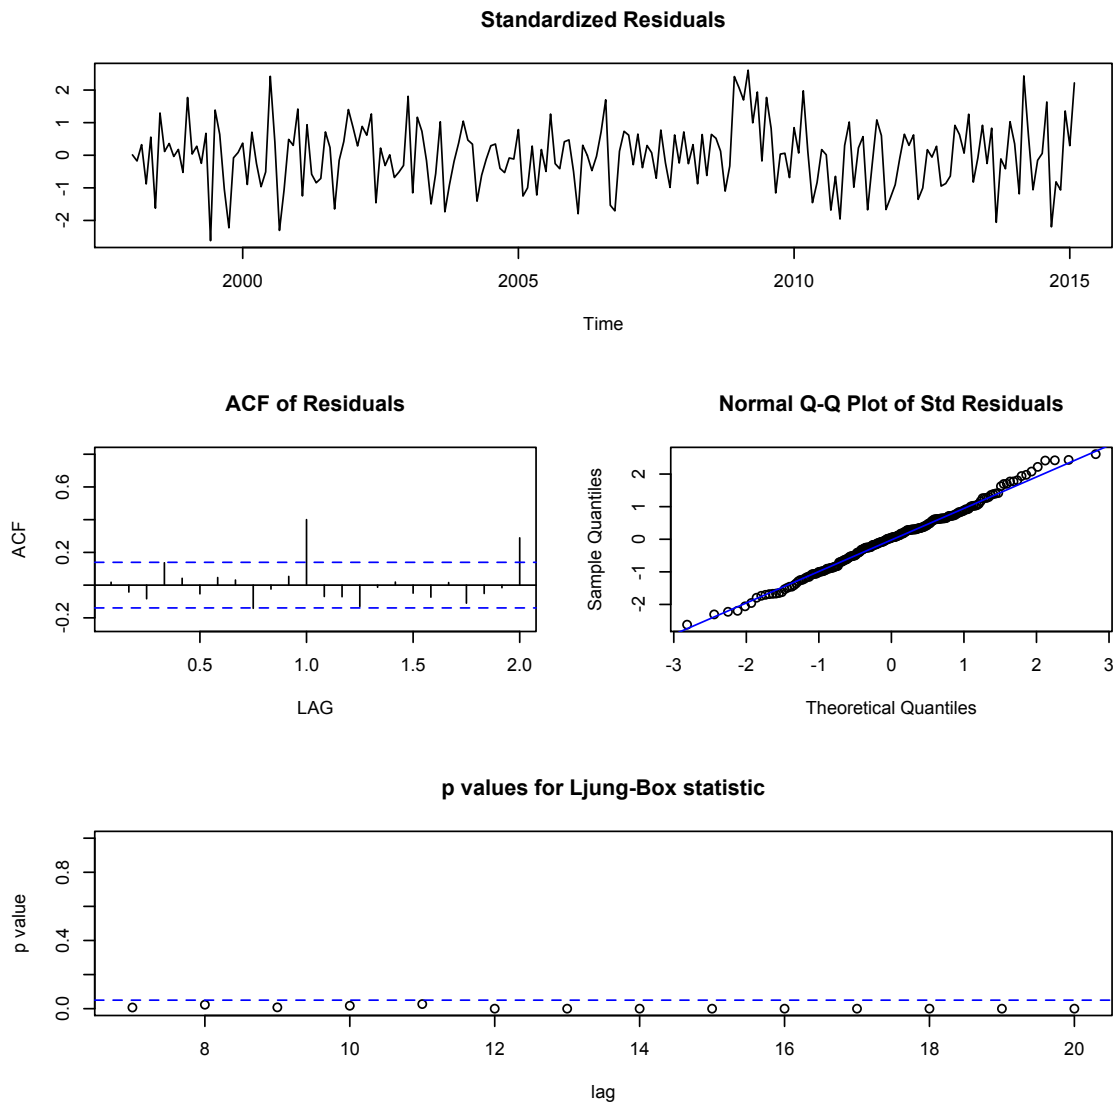 Standardized Residuals
2
1
0
-1
-2
2000 2005 2010 2015
Time
ACF of Residuals
ACF
0.6
0.2
-0.2
0.5 1.0 1.5 2.0
LAG
Normal Q-Q Plot of Std Residuals
Sample Quantiles
2
1
0
-1
-2
-3 -2 -1 0 1 2 3
Theoretical Quantiles
p values for Ljung-Box statistic
p value
0.8
0.4
0.0
8 10 12 14 16 18 20
lag